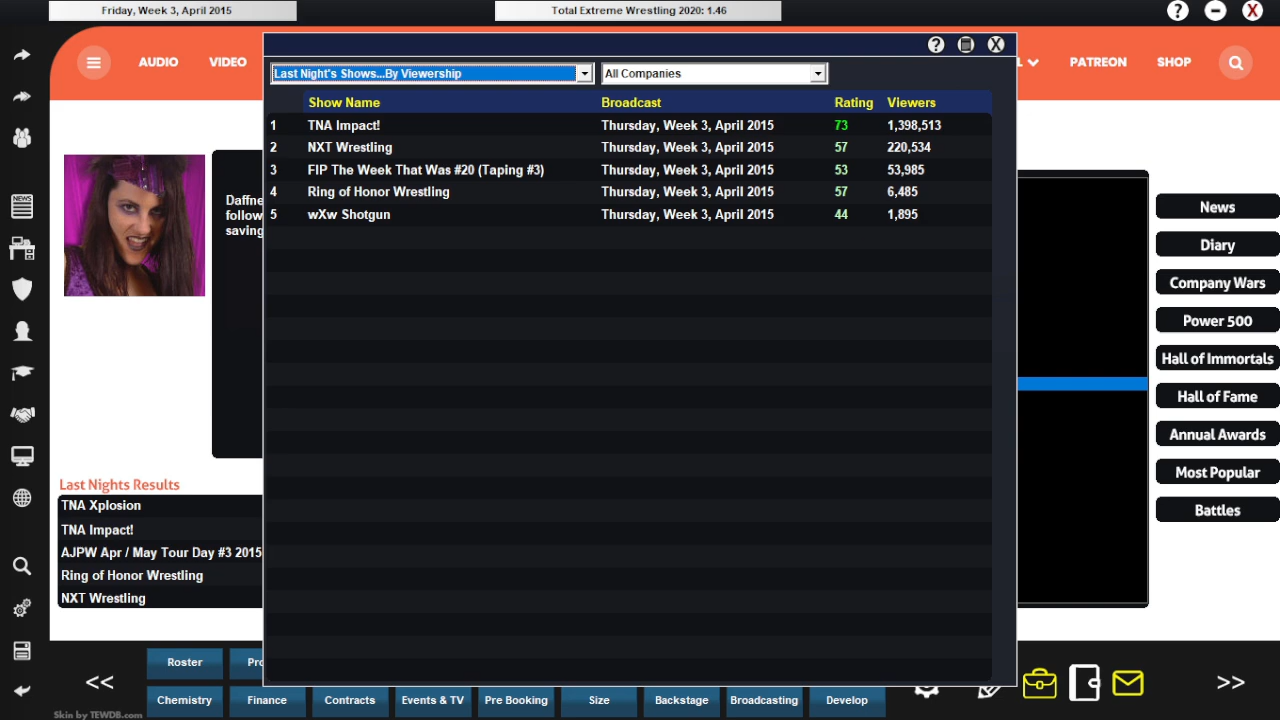 Friday, Week 3, April 2015
Total Extreme Wrestling 2020: 1.46
?
X
AUDIO
VIDEO
L
PATREON
SHOP
? X
Last Night's Shows...By Viewership
All Companies
Show Name Broadcast Rating Viewers
1 TNA Impact! Thursday, Week 3, April 2015 73 1,398,513
2 NXT Wrestling Thursday, Week 3, April 2015 57 220,534
3 FIP The Week That Was #20 (Taping #3) Thursday, Week 3, April 2015 53 53,985
4 Ring of Honor Wrestling Thursday, Week 3, April 2015 57 6,485
5 wXw Shotgun Thursday, Week 3, April 2015 44 1,895
NEWS
Daffne
follow
saving
News
Diary
Company Wars
Power 500
Hall of Immortals
Hall of Fame
Annual Awards
Most Popular
Battles
Last Nights Results
TNA Xplosion
TNA Impact!
AJPW Apr / May Tour Day #3 2015
Ring of Honor Wrestling
NXT Wrestling
<<
Roster
Pro
>>
Chemistry
Finance
Contracts
Events & TV
Pre Booking
Size
Backstage
Broadcasting
Develop
Skin by TEWDB.com